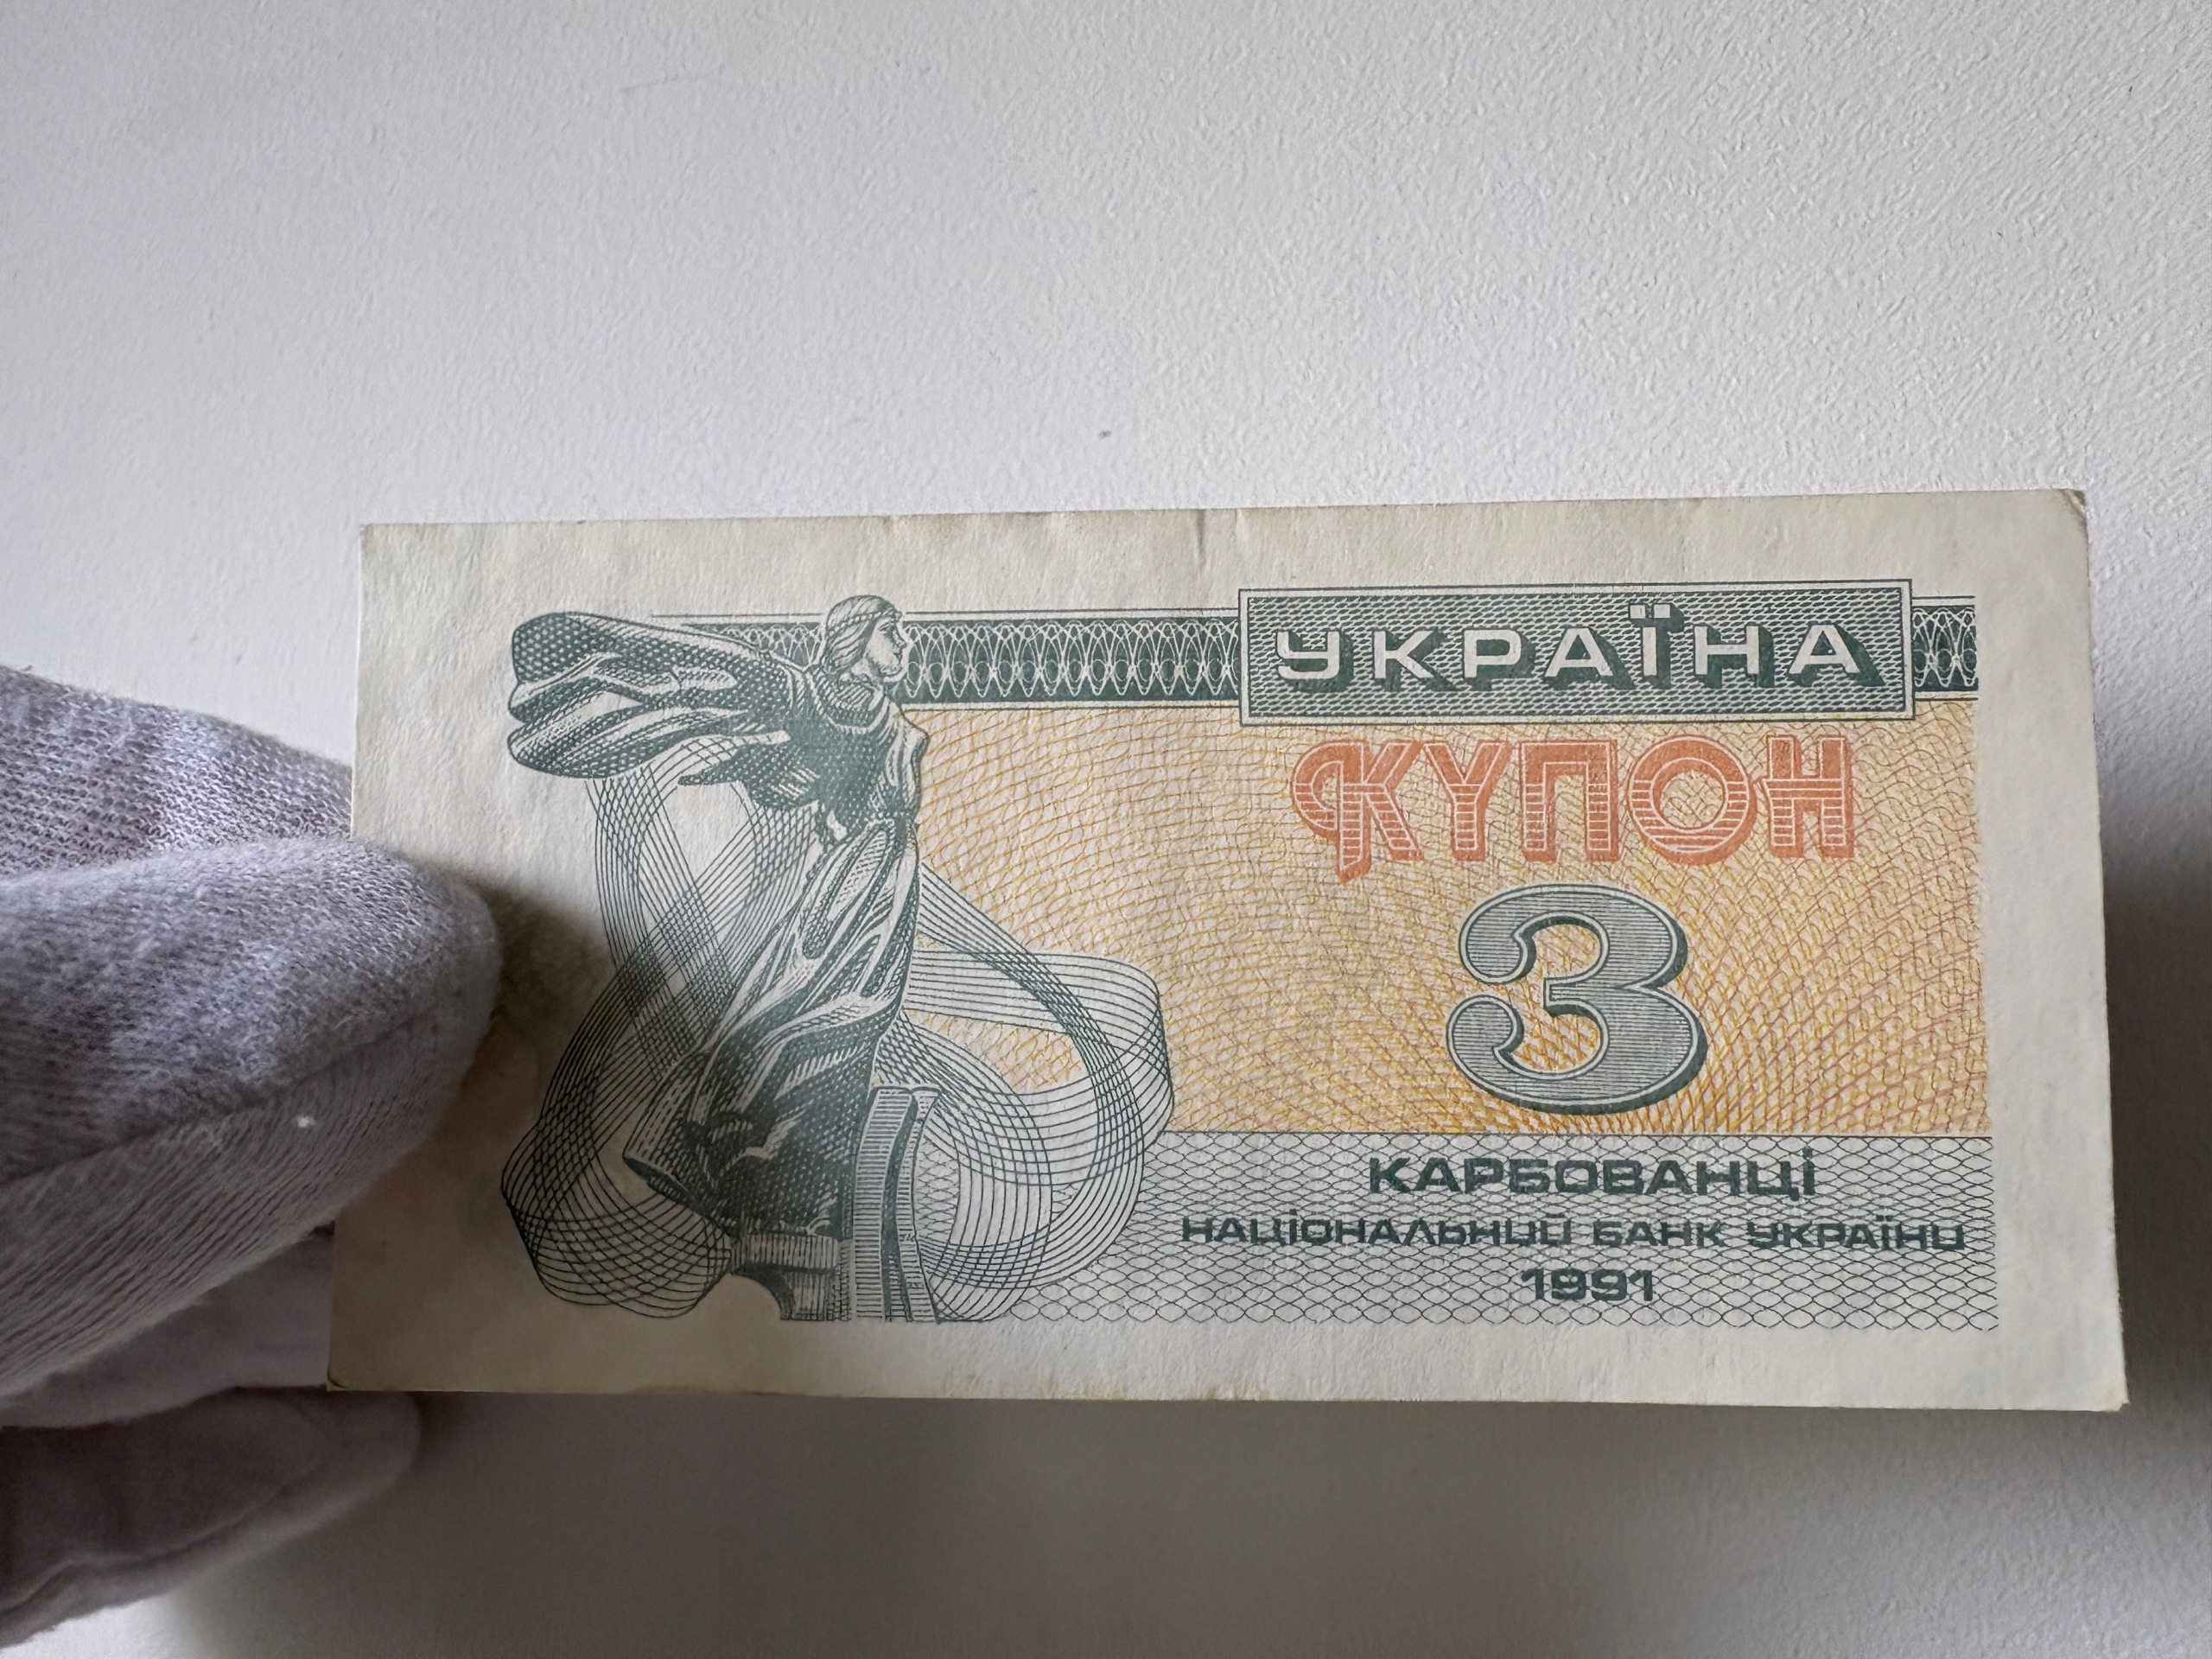 УКРАЇНА
КУПОН
3
КАРБОВАНЦі
НАЦіОНАЛЬНИЙ БАНК УКРАЇНИ
1991